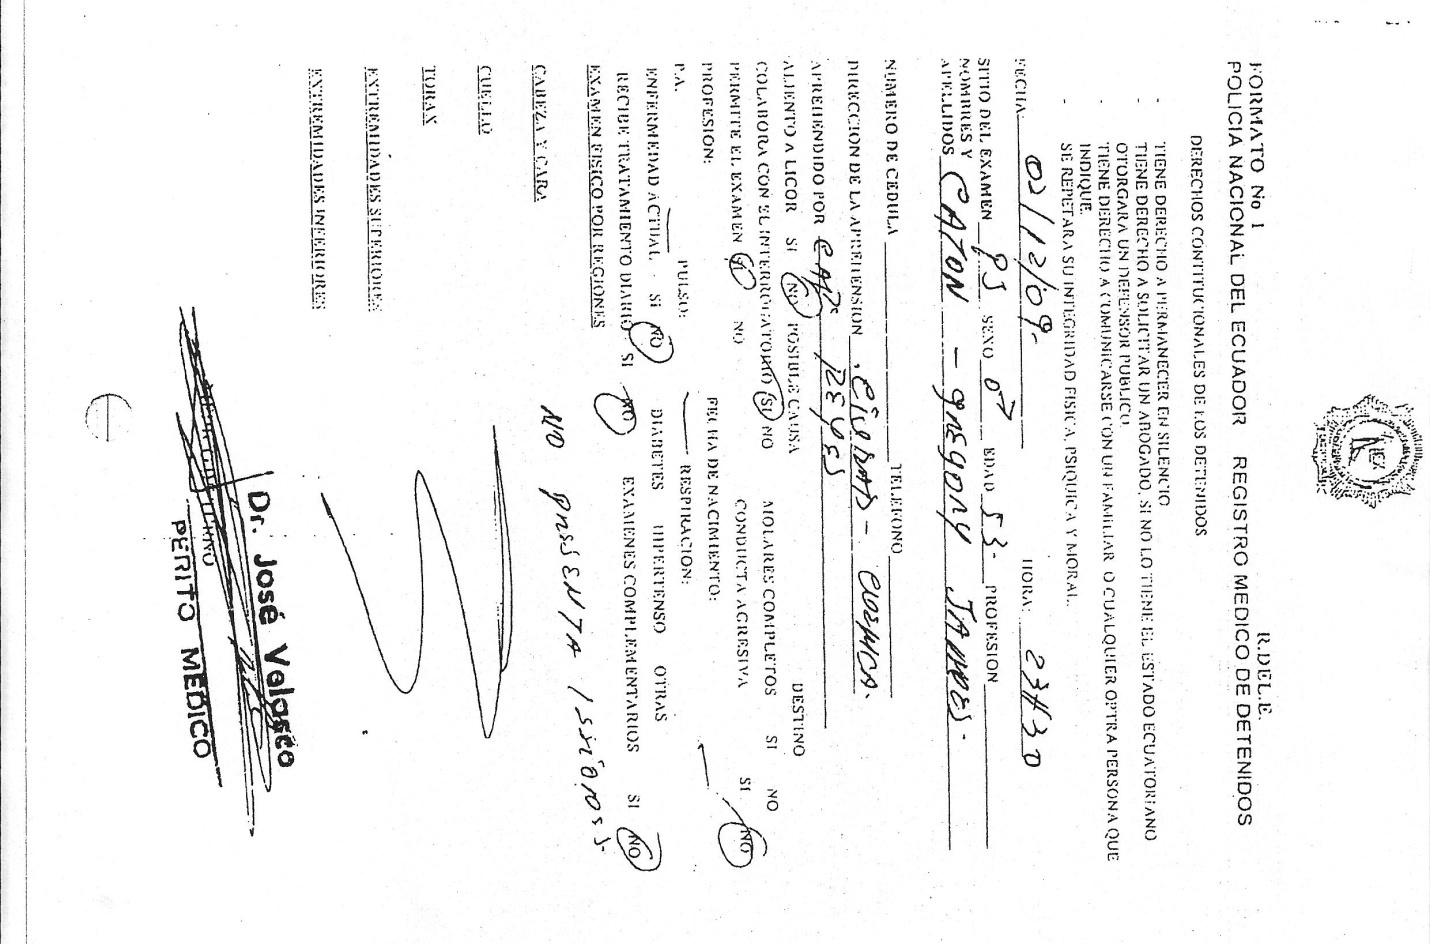 R.DEL.E.
FORMATO No 1
POLICIA NACIONAL DEL ECUADOR REGISTRO MEDICO DE DETENIDOS
DERECHOS CONTITUCIONALES DE LOS DETENIDOS
- TIENE DERECHO A PERMANECER EN SILENCIO
- TIENE DERECHO A SOLICITAR UN ABOGADO, SI NO LO TIENE EL ESTADO ECUATORIANO
OTORGARA UN DEFENSOR PUBLICO.
- TIENE DERECHO A COMUNICARSE CON UN FAMILIAR O CUALQUIER OPTRA PERSONA QUE
INDIQUE.
- SE REPETARA SU INTEGRIDAD FISICA, PSIQUICA Y MORAL.
FECHA: 02/12/09. HORA: 23H30
SITIO DEL EXAMEN PJ SEXO ♂ EDAD 53- PROFESION
NOMBRES Y
APELLIDOS CATON - GREGORY JAMES.
NUMERO DE CEDULA TELEFONO
DIRECCION DE LA APREHENSION CIUDAD -
APREHENDIDO POR REYES
ALIENTO A LICOR SI NO POSIBLE CAUSA DESTINO
COLABORA CON EL INTERROGATORIO SI NO MOLARES COMPLETOS SI NO
PERMITE EL EXAMEN SI NO CONDUCTA AGRESIVA SI NO
PROFESION: FECHA DE NACIMIENTO:
P.A. PULSO: RESPIRACION:
ENFERMEDAD ACTUAL - SI NO DIABETES HIPERTENSO OTRAS
RECIBE TRATAMIENTO DIARIO SI NO EXAMENES COMPLEMENTARIOS SI NO
EXAMEN FISICO POR REGIONES
NO PRESENTA
CABEZA Y CARA
CUELLO
TORAX
EXTREMIDADES SUPERIORES
EXTREMIDADES INFERIORES
Dr. José Velasco
PERITO MEDICO